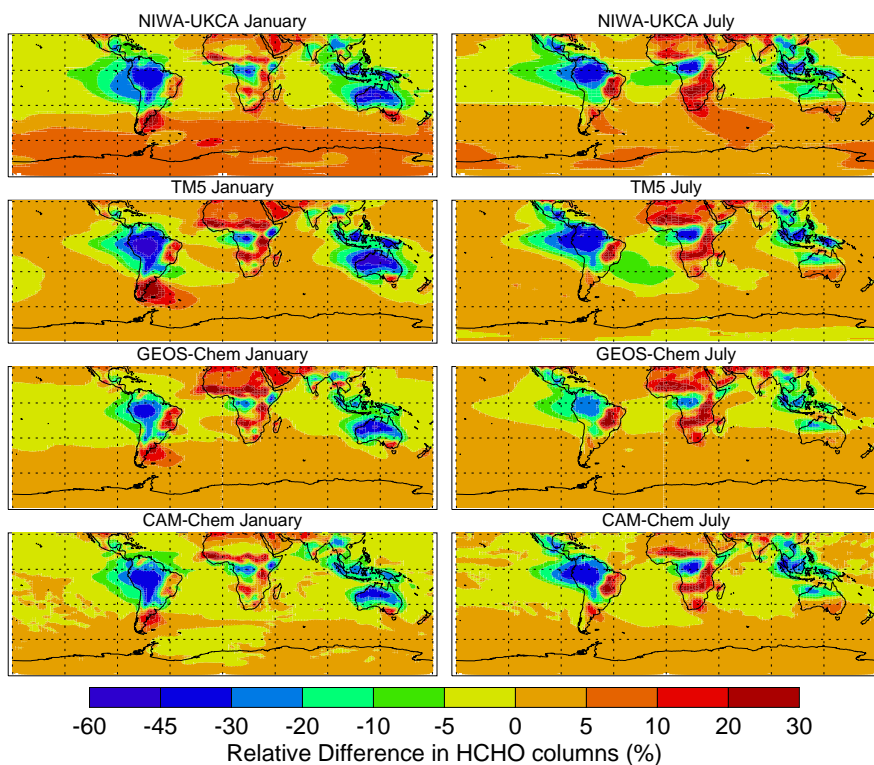 NIWA-UKCA January
NIWA-UKCA July
TM5 January
TM5 July
GEOS-Chem January
GEOS-Chem July
CAM-Chem January
CAM-Chem July
-60 -45 -30 -20 -10 -5 0 5 10 20 30
Relative Difference in HCHO columns (%)